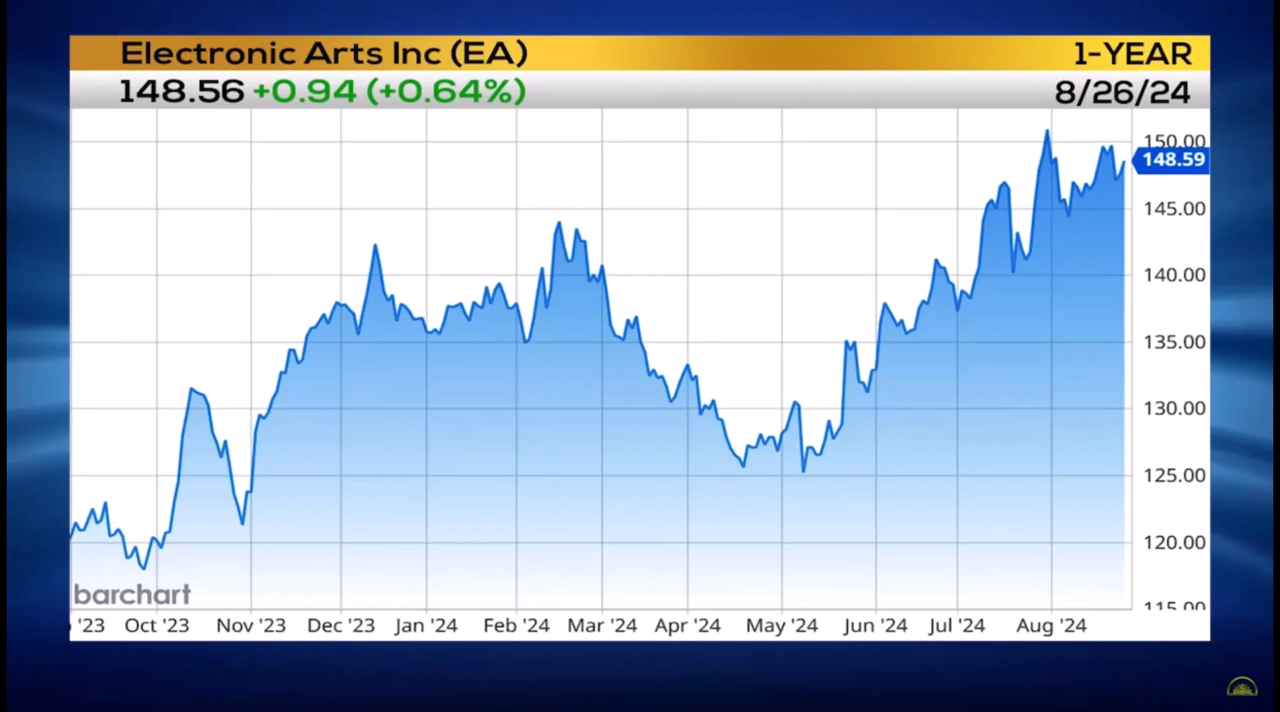 Electronic Arts Inc (EA) 1-YEAR
148.56 +0.94 (+0.64%) 8/26/24
150.00
148.59
145.00
140.00
135.00
130.00
125.00
120.00
115.00
barchart
'23 Oct '23 Nov '23 Dec '23 Jan '24 Feb '24 Mar '24 Apr '24 May '24 Jun '24 Jul '24 Aug '24